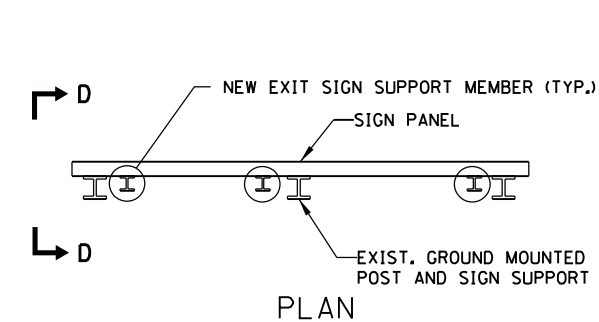 NEW EXIT SIGN SUPPORT MEMBER (TYP.)
D
SIGN PANEL
D
EXIST. GROUND MOUNTED
POST AND SIGN SUPPORT
PLAN